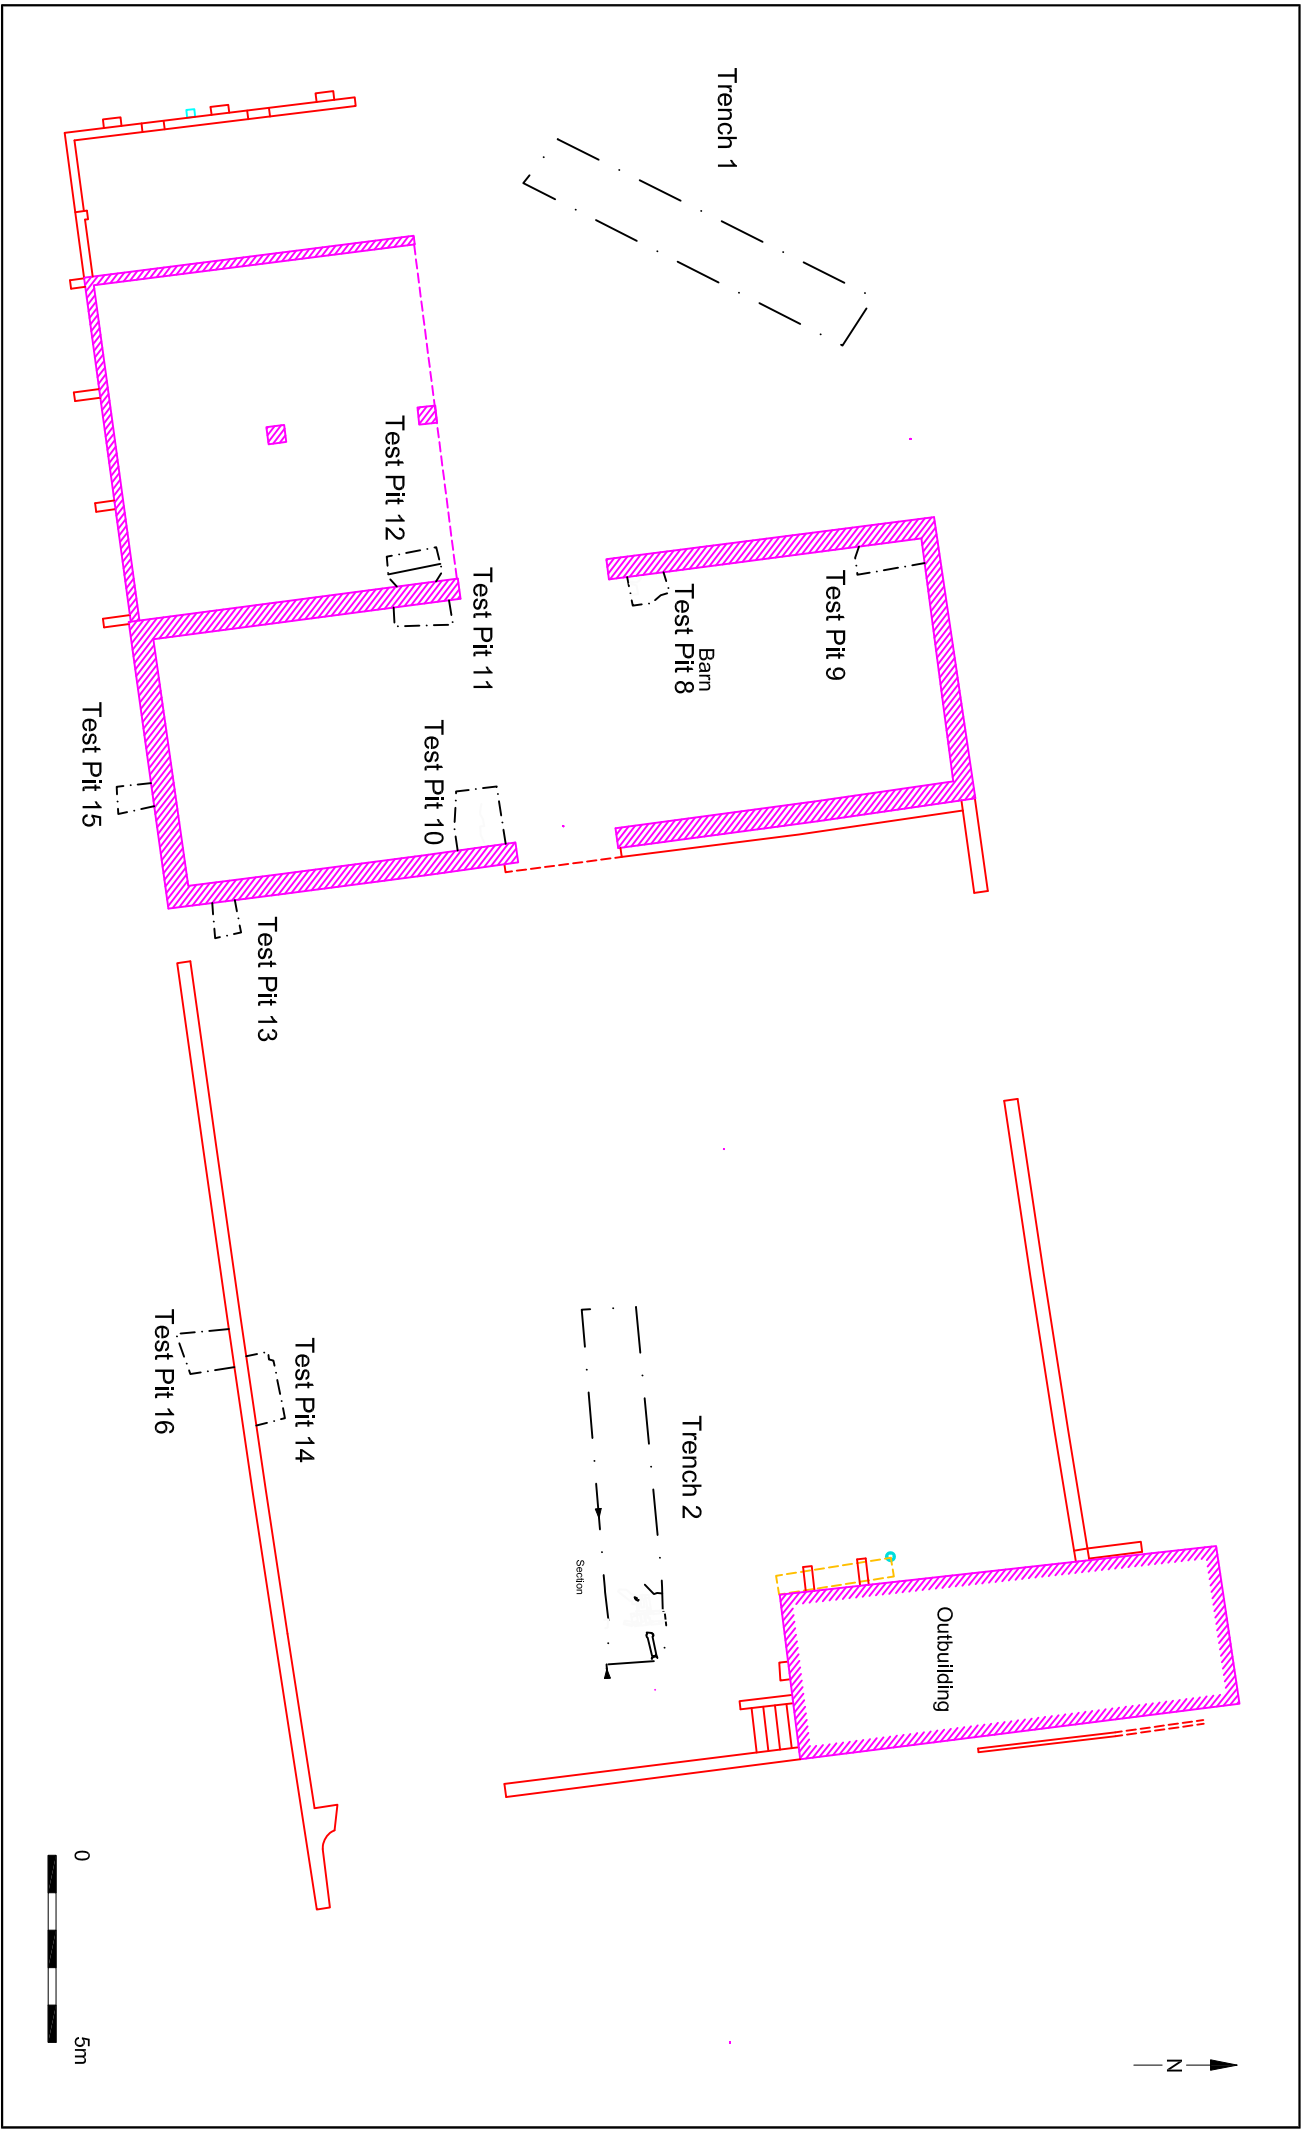 Trench 1
Test Pit 9
Barn
Test Pit 8
Test Pit 11
Test Pit 12
Test Pit 10
Test Pit 15
Test Pit 13
Outbuilding
Trench 2
Section
Test Pit 14
Test Pit 16
0
5m
N